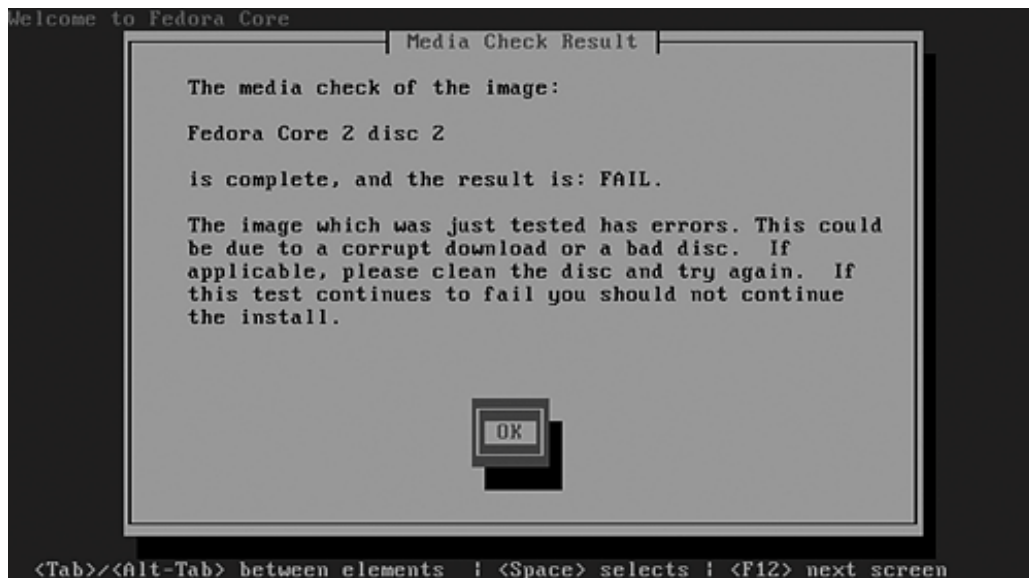 Welcome to Fedora Core
Media Check Result
The media check of the image:
Fedora Core 2 disc 2
is complete, and the result is: FAIL.
The image which was just tested has errors. This could
be due to a corrupt download or a bad disc.  If
applicable, please clean the disc and try again.  If
this test continues to fail you should not continue
the install.
OK
<Tab>/<Alt-Tab> between elements  | <Space> selects | <F12> next screen